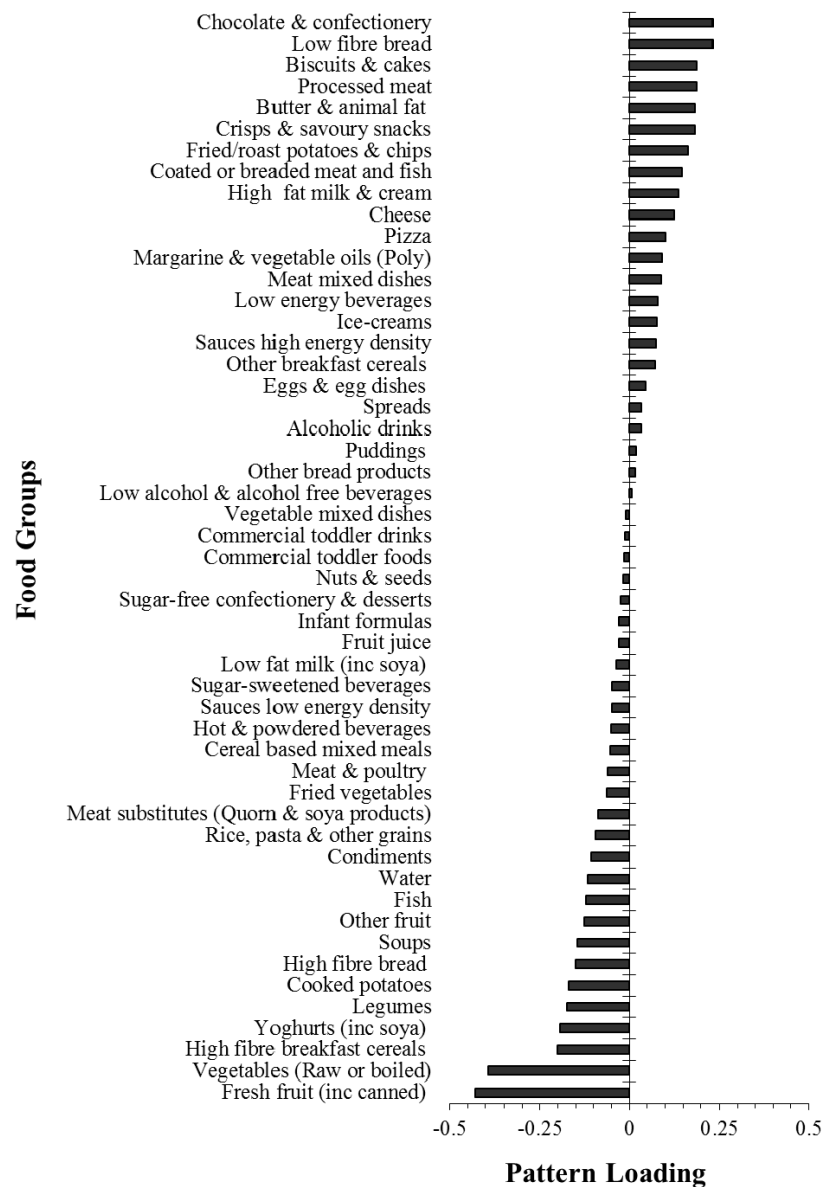 Chocolate & confectionery
Low fibre bread
Biscuits & cakes
Processed meat
Butter & animal fat
Crisps & savoury snacks
Fried/roast potatoes & chips
Coated or breaded meat and fish
High fat milk & cream
Cheese
Pizza
Margarine & vegetable oils (Poly)
Meat mixed dishes
Low energy beverages
Ice-creams
Sauces high energy density
Other breakfast cereals
Eggs & egg dishes
Spreads
Alcoholic drinks
Puddings
Other bread products
Low alcohol & alcohol free beverages
Vegetable mixed dishes
Commercial toddler drinks
Commercial toddler foods
Nuts & seeds
Sugar-free confectionery & desserts
Infant formulas
Fruit juice
Low fat milk (inc soya)
Sugar-sweetened beverages
Sauces low energy density
Hot & powdered beverages
Cereal based mixed meals
Meat & poultry
Fried vegetables
Meat substitutes (Quorn & soya products)
Rice, pasta & other grains
Condiments
Water
Fish
Other fruit
Soups
High fibre bread
Cooked potatoes
Legumes
Yoghurts (inc soya)
High fibre breakfast cereals
Vegetables (Raw or boiled)
Fresh fruit (inc canned)
Food Groups
-0.5 -0.25 0 0.25 0.5
Pattern Loading